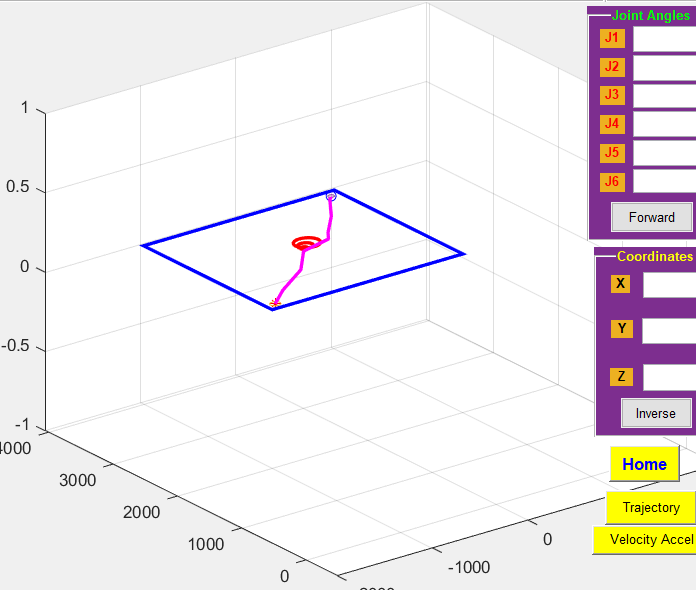 Joint Angles
J1
J2
J3
J4
J5
J6
Forward
Coordinates
X
Y
Z
Inverse
Home
Trajectory
Velocity Accel
1
0.5
0
-0.5
-1
3000
2000
1000
0
-1000
0